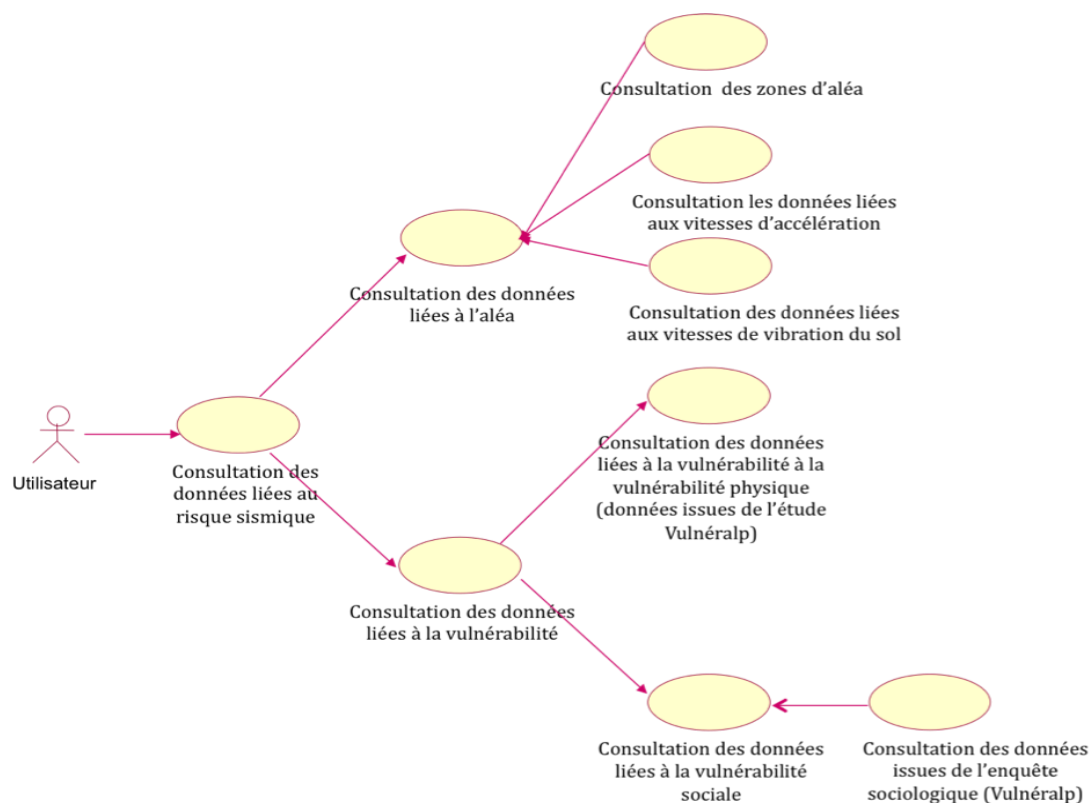 Consultation des zones d'aléa
Consultation les données liées
aux vitesses d'accélération
Consultation des données
liées à l'aléa
Consultation des données liées
aux vitesses de vibration du sol
Utilisateur
Consultation des
données liées au
risque sismique
Consultation des données
liées à la vulnérabilité à la
vulnérabilité physique
(données issues de l'étude
Vulnéralp)
Consultation des données
liées à la vulnérabilité
Consultation des données
liées à la vulnérabilité
sociale
Consultation des données
issues de l'enquête
sociologique (Vulnéralp)